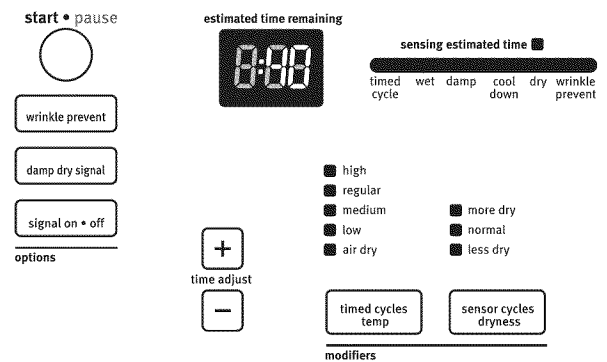 start • pause
estimated time remaining
:40
sensing estimated time
timed cycle
wet
damp
cool down
dry
wrinkle prevent
wrinkle prevent
damp dry signal
signal on • off
options
+
time adjust
−
high
regular
medium
low
air dry
more dry
normal
less dry
timed cycles
temp
sensor cycles
dryness
modifiers